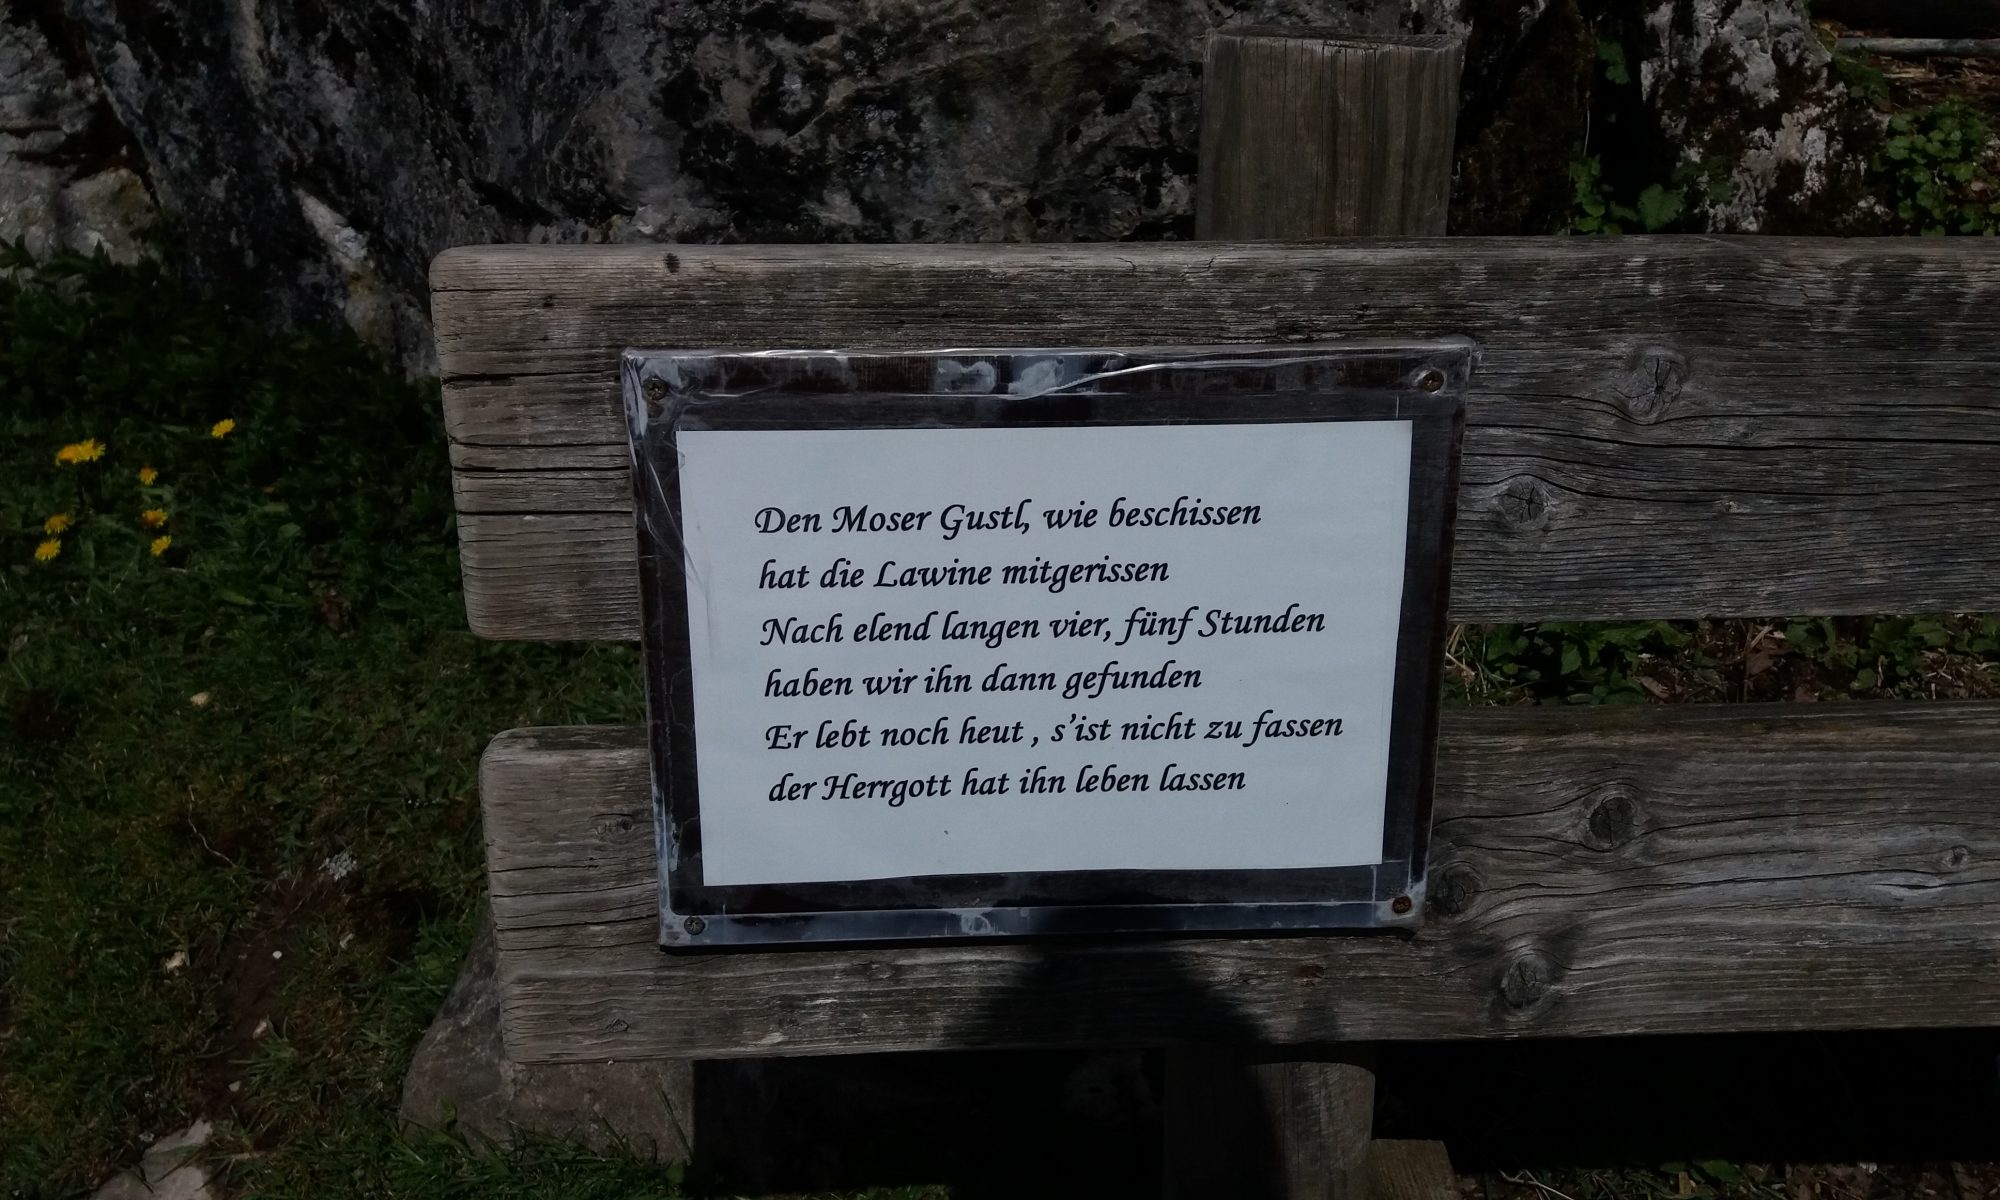 Den Moser Gustl, wie beschissen
hat die Lawine mitgerissen
Nach elend langen vier, fünf Stunden
haben wir ihn dann gefunden
Er lebt noch heut , s'ist nicht zu fassen
der Herrgott hat ihn leben lassen